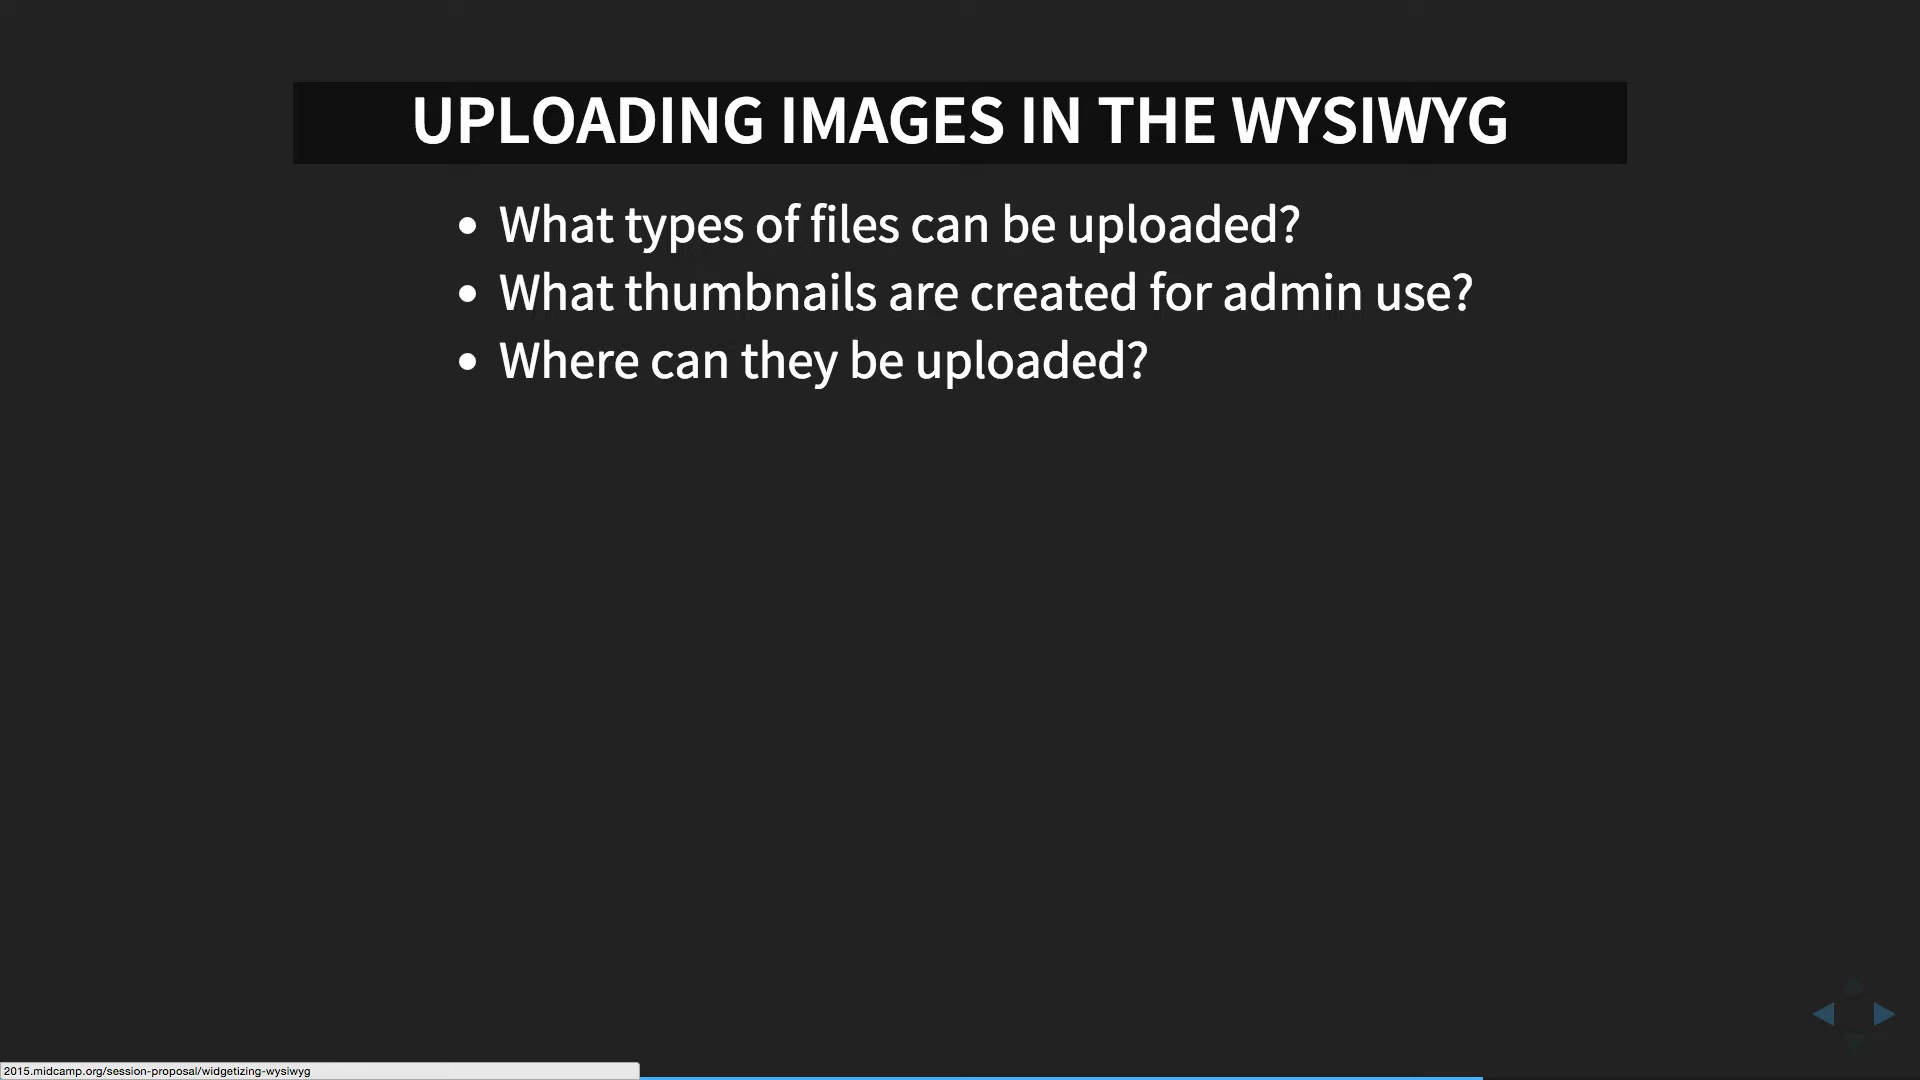 UPLOADING IMAGES IN THE WYSIWYG
• What types of files can be uploaded?
• What thumbnails are created for admin use?
• Where can they be uploaded?
2015.midcamp.org/session-proposal/widgetizing-wysiwyg